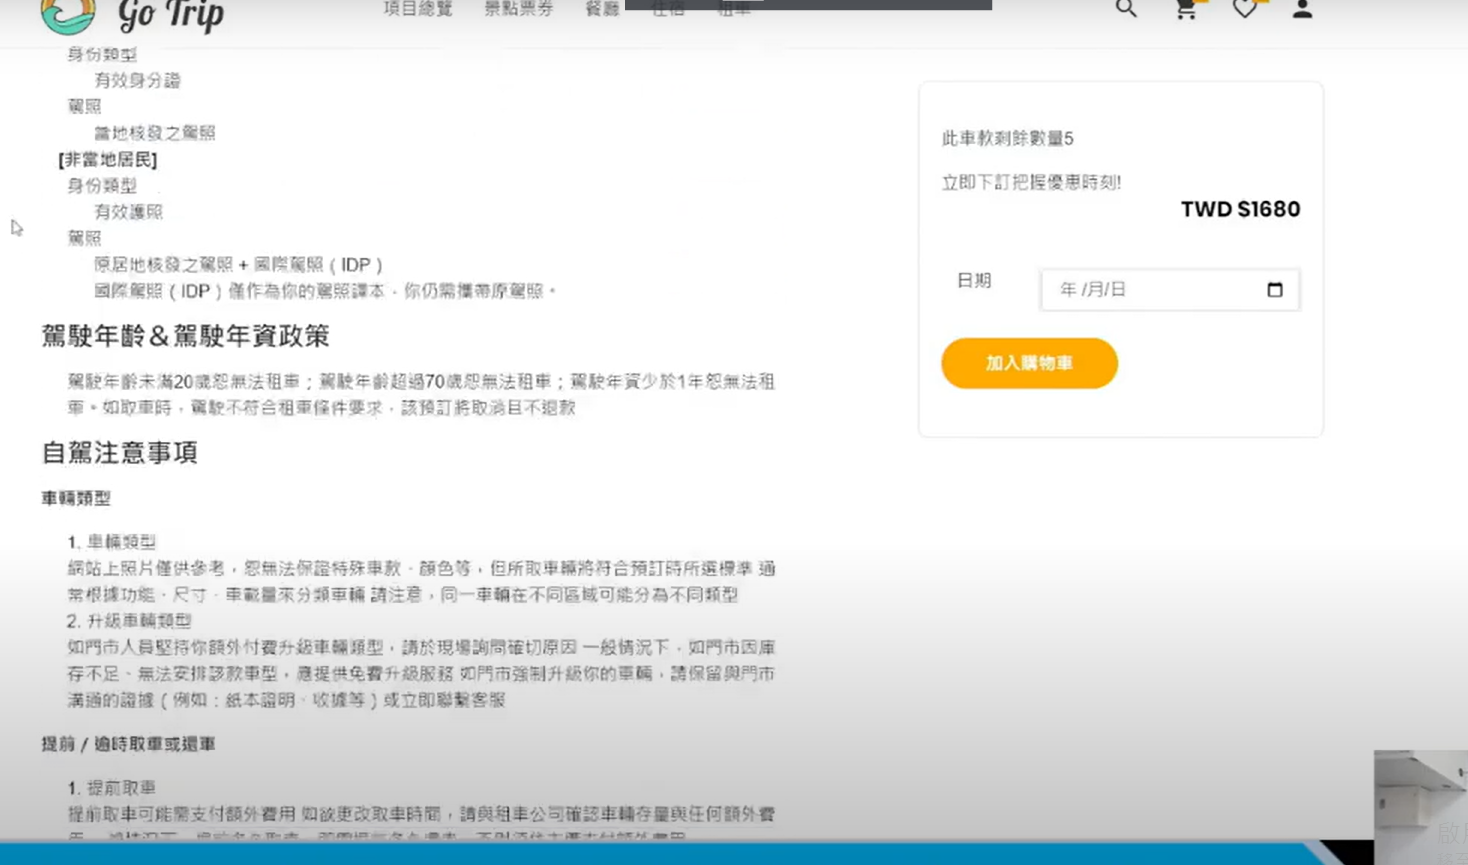 Go Trip
項目總覽 景點票券 餐廳 住宿 租車
身份類型
有效身分證
駕照
當地核發之駕照
[非當地居民]
身份類型
有效護照
駕照
原居地核發之駕照 + 國際駕照 ( IDP )
國際駕照 ( IDP ) 僅作為你的駕照譯本，你仍需攜帶原駕照。
駕駛年齡＆駕駛年資政策
駕駛年齡未滿20歲恕無法租車；駕駛年齡超過70歲恕無法租車；駕駛年資少於1年恕無法租
車。如取車時，駕駛不符合租車條件要求，該預訂將取消且不退款
自駕注意事項
車輛類型
1. 車輛類型
網站上照片僅供參考，恕無法保證特殊車款、顏色等，但所取車輛將符合預訂時所選標準 通
常根據功能、尺寸、車載量來分類車輛 請注意，同一車輛在不同區域可能分為不同類型
2. 升級車輛類型
如門市人員堅持你額外付費升級車輛類型，請於現場詢問確切原因 一般情況下，如門市因庫
存不足、無法安排該款車型，應提供免費升級服務 如門市強制升級你的車輛，請保留與門市
溝通的證據 ( 例如：紙本證明、收據等 ) 或立即聯繫客服
提前 / 逾時取車或還車
1. 提前取車
提前取車可能需支付額外費用 如欲更改取車時間，請與租車公司確認車輛存量與任何額外費
此車款剩餘數量5
立即下訂把握優惠時刻!
TWD $1680
日期
年 /月/日
加入購物車